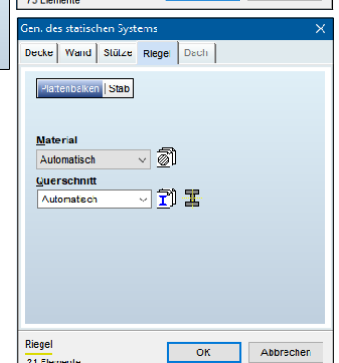 73 Elemente
Gen. des statischen Systems
Decke Wand Stütze Riegel Dach
Plattenbalken Stab
Material
Automatisch
Querschnitt
Automatisch
Riegel
OK Abbrechen
21 Elemente